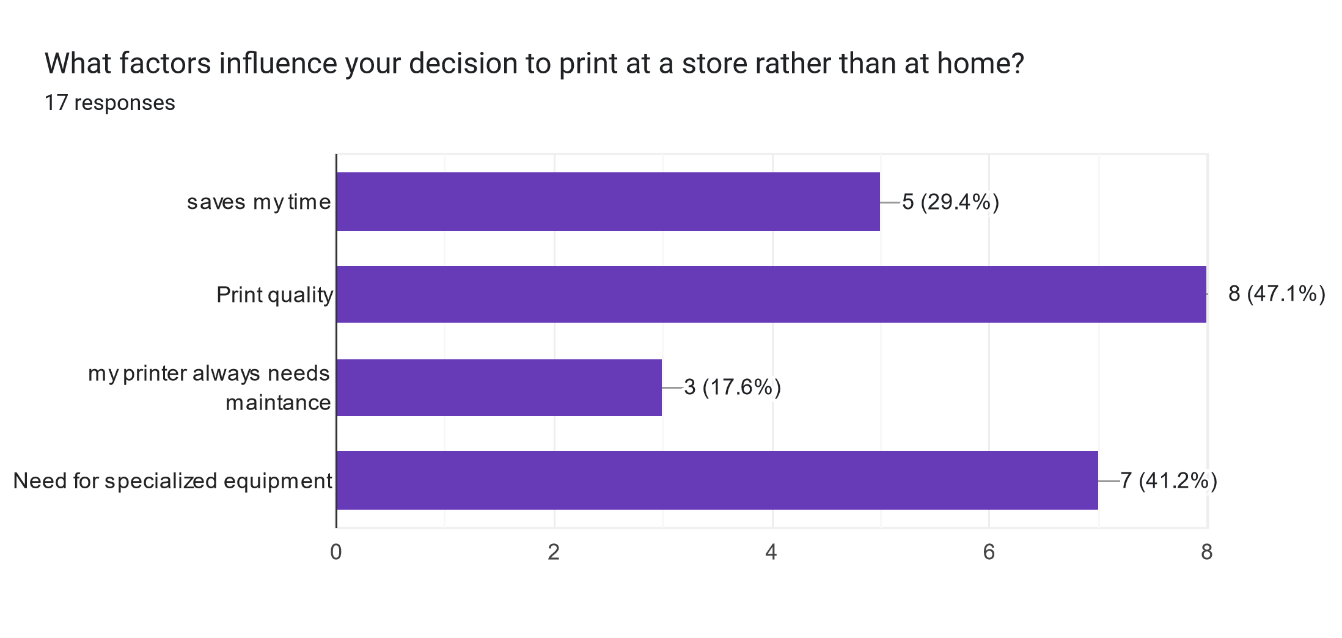 What factors influence your decision to print at a store rather than at home?
17 responses
saves my time
5 (29.4%)
Print quality
8 (47.1%)
my printer always needs
maintance
3 (17.6%)
Need for specialized equipment
7 (41.2%)
0 2 4 6 8